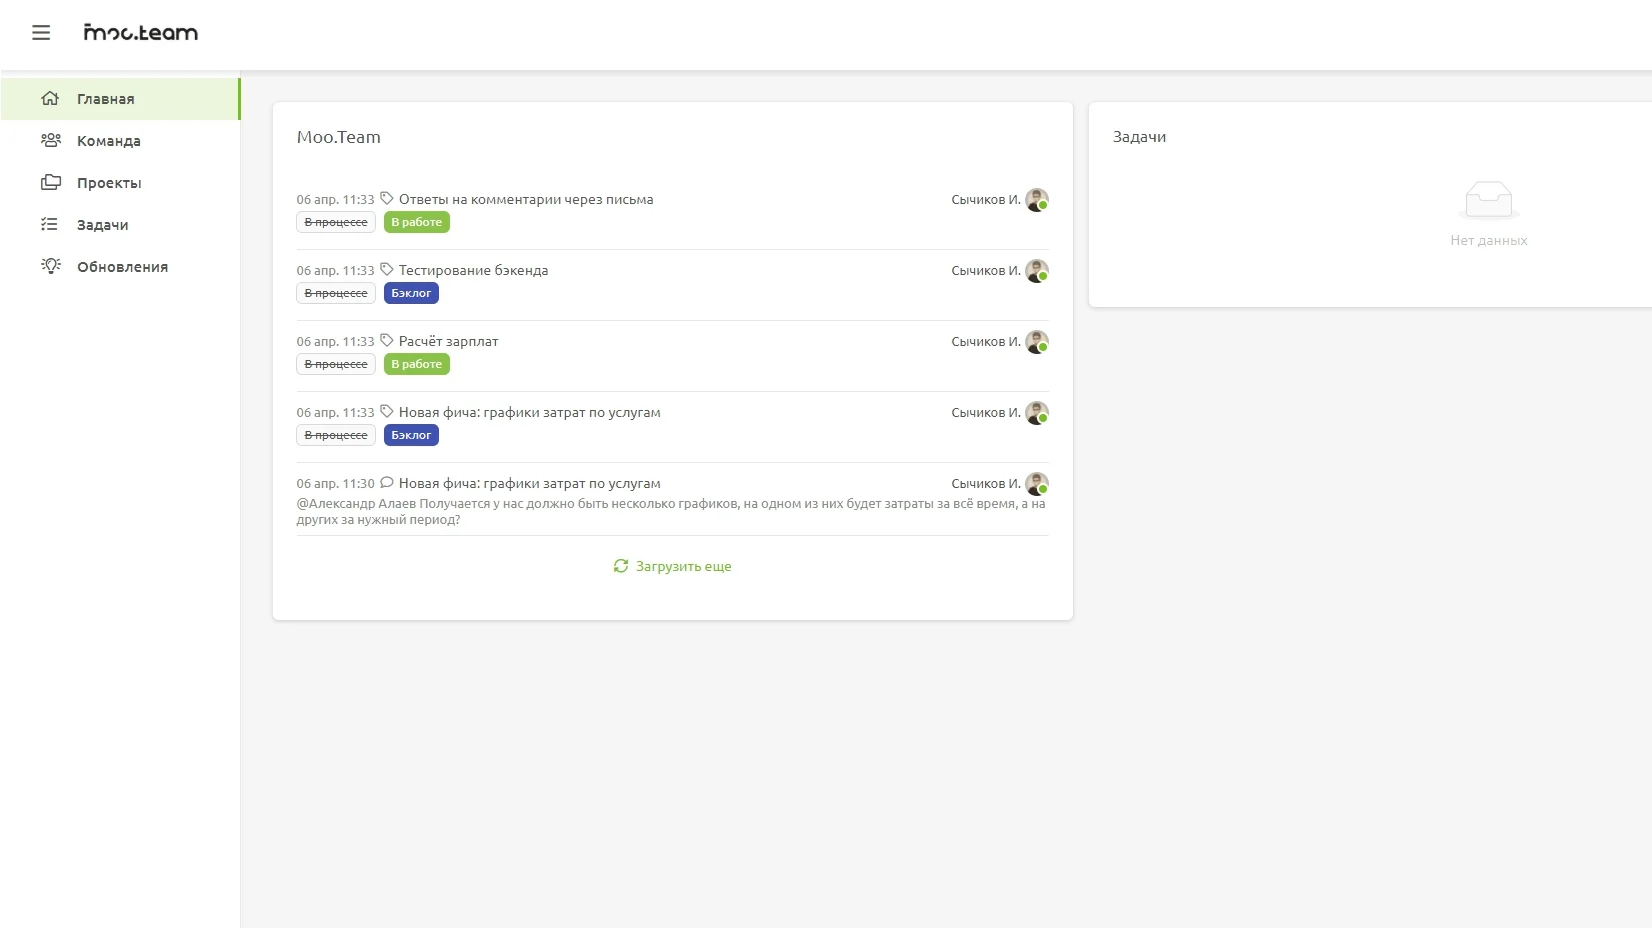 moo.team
Главная
Команда
Проекты
Задачи
Обновления
Moo.Team
06 апр. 11:33 Ответы на комментарии через письма Сычиков И.
В процессе В работе
06 апр. 11:33 Тестирование бэкенда Сычиков И.
В процессе Бэклог
06 апр. 11:33 Расчёт зарплат Сычиков И.
В процессе В работе
06 апр. 11:33 Новая фича: графики затрат по услугам Сычиков И.
В процессе Бэклог
06 апр. 11:30 Новая фича: графики затрат по услугам Сычиков И.
@Александр Алаев Получается у нас должно быть несколько графиков, на одном из них будет затраты за всё время, а на
других за нужный период?
Загрузить еще
Задачи
Нет данных